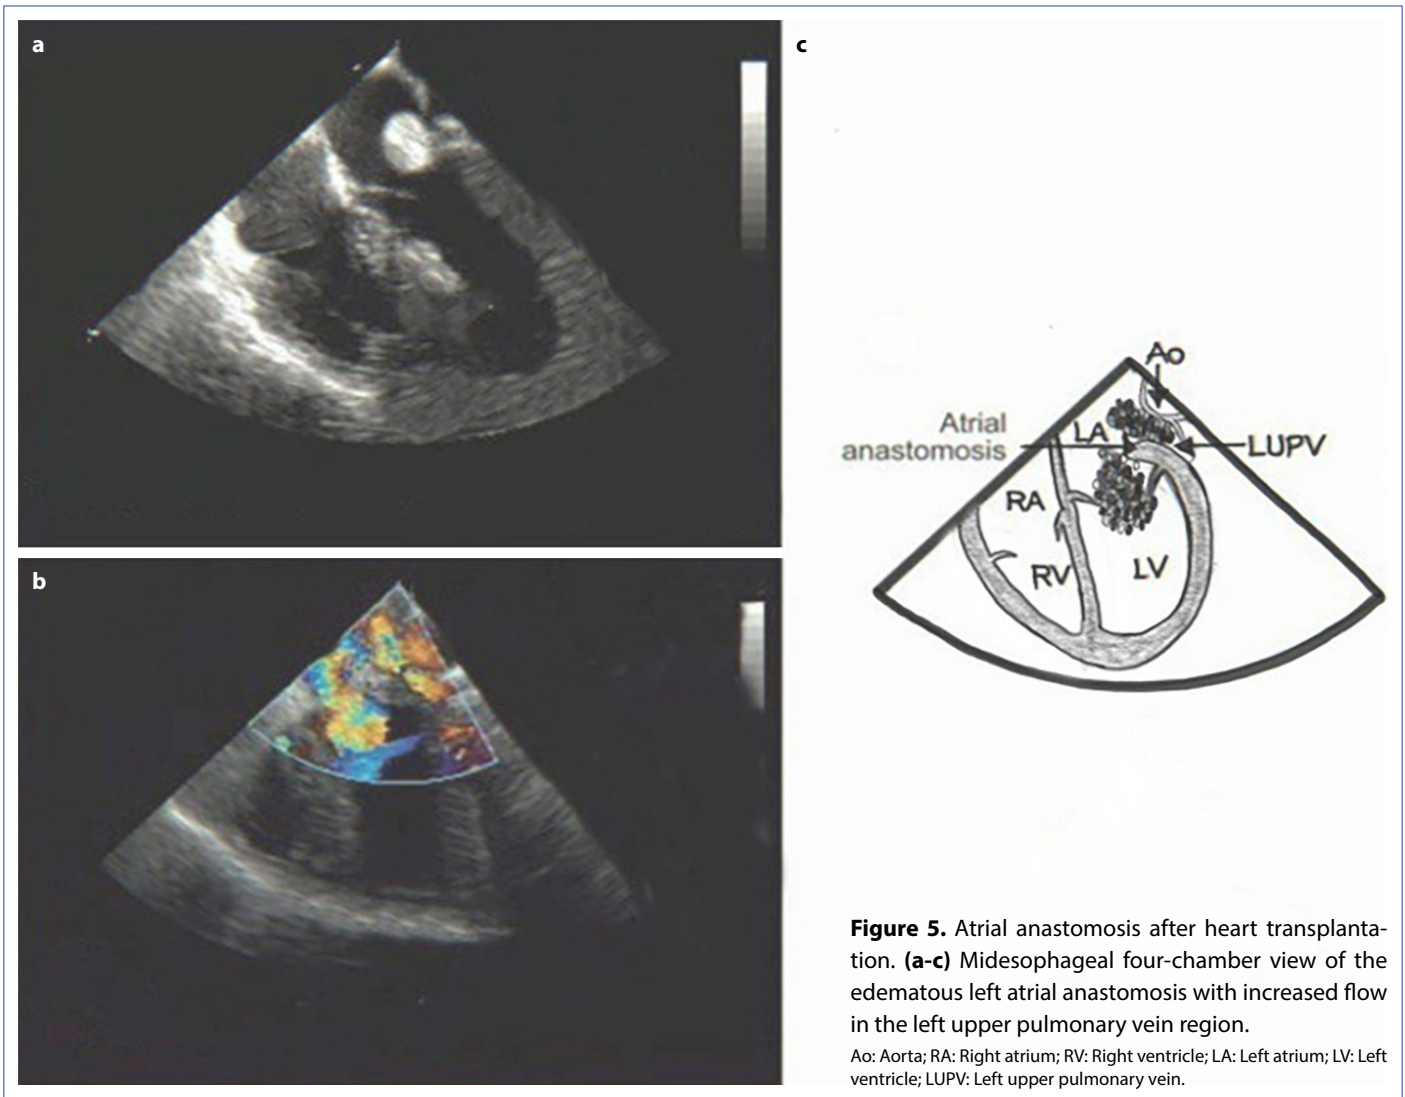 a
c
b
Ao
Atrial
anastomosis
LA
LUPV
RA
RV
LV
Figure 5. Atrial anastomosis after heart transplanta-
tion. (a-c) Midesophageal four-chamber view of the
edematous left atrial anastomosis with increased flow
in the left upper pulmonary vein region.
Ao: Aorta; RA: Right atrium; RV: Right ventricle; LA: Left atrium; LV: Left
ventricle; LUPV: Left upper pulmonary vein.